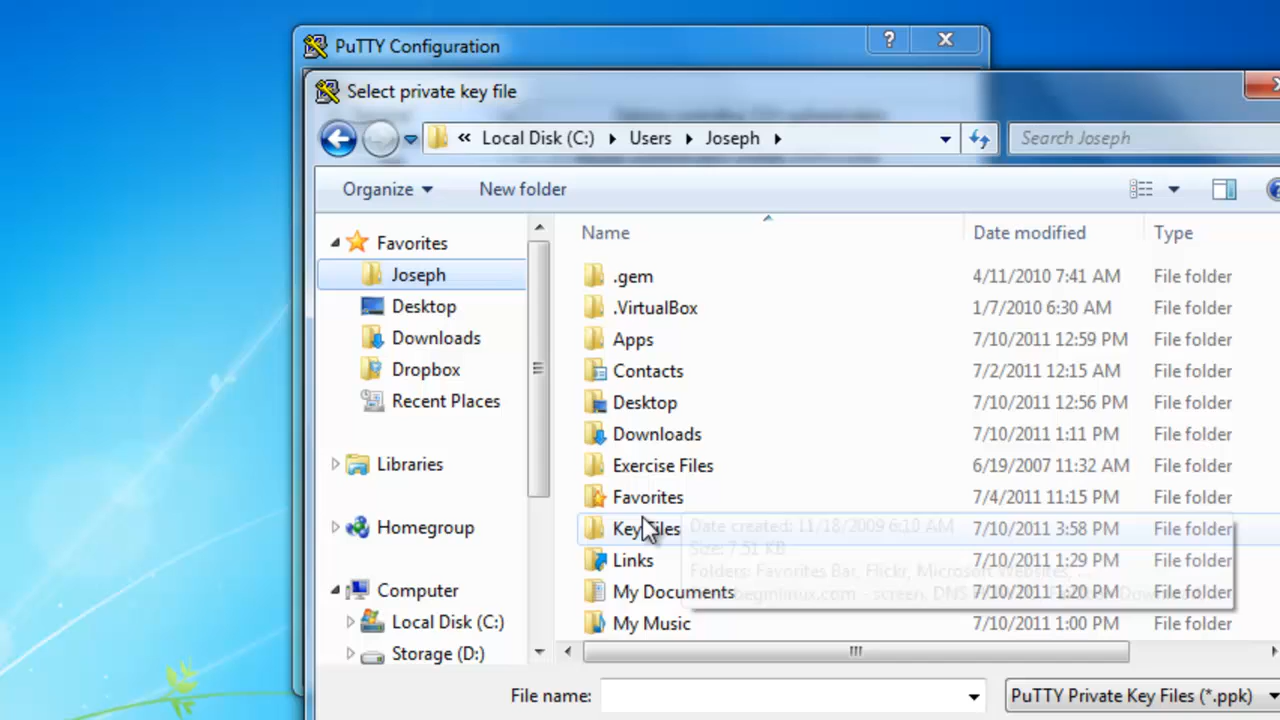 PuTTY Configuration
?
Select private key file
« Local Disk (C:) Users Joseph
Search Joseph
Organize New folder
Favorites
Joseph
Desktop
Downloads
Dropbox
Recent Places
Libraries
Homegroup
Computer
Local Disk (C:)
Storage (D:)
Name Date modified Type
.gem 4/11/2010 7:41 AM File folder
.VirtualBox 1/7/2010 6:30 AM File folder
Apps 7/10/2011 12:59 PM File folder
Contacts 7/2/2011 12:15 AM File folder
Desktop 7/10/2011 12:56 PM File folder
Downloads 7/10/2011 1:11 PM File folder
Exercise Files 6/19/2007 11:32 AM File folder
Favorites 7/4/2011 11:15 PM File folder
Key Files 7/10/2011 3:58 PM File folder
Links 7/10/2011 1:29 PM File folder
My Documents 7/10/2011 1:20 PM File folder
My Music 7/10/2011 1:00 PM File folder
Date created: 11/18/2009 6:10 AM
Size: 7.51 KB
Folders: Favorites Bar, Flickr, Microsoft Websites, ...
File name:
PuTTY Private Key Files (*.ppk)